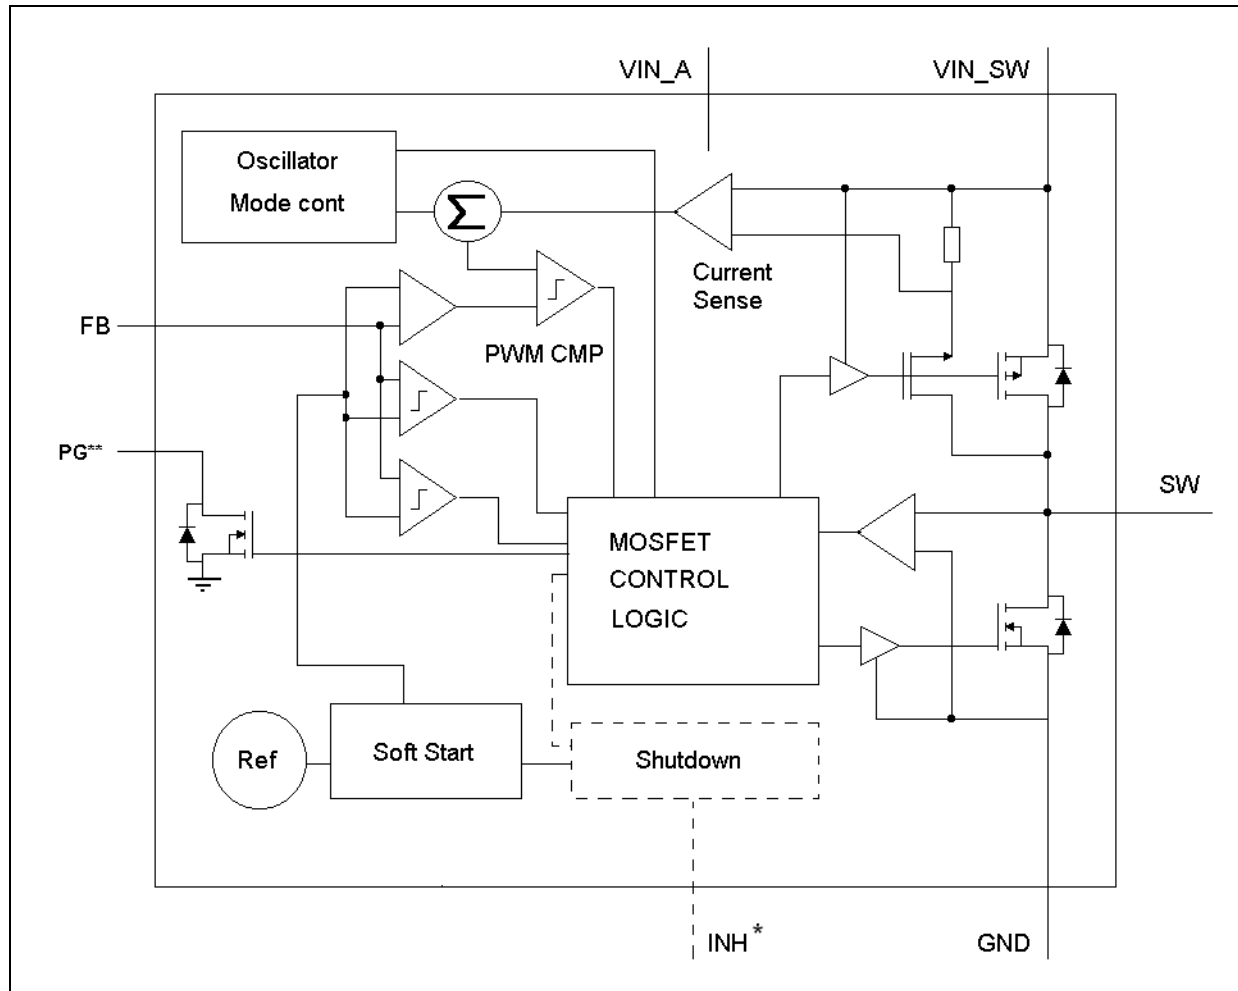 VIN_A
VIN_SW
Oscillator
Mode cont
Σ
Current
Sense
FB
PWM CMP
PG**
SW
MOSFET
CONTROL
LOGIC
Ref
Soft Start
Shutdown
INH*
GND